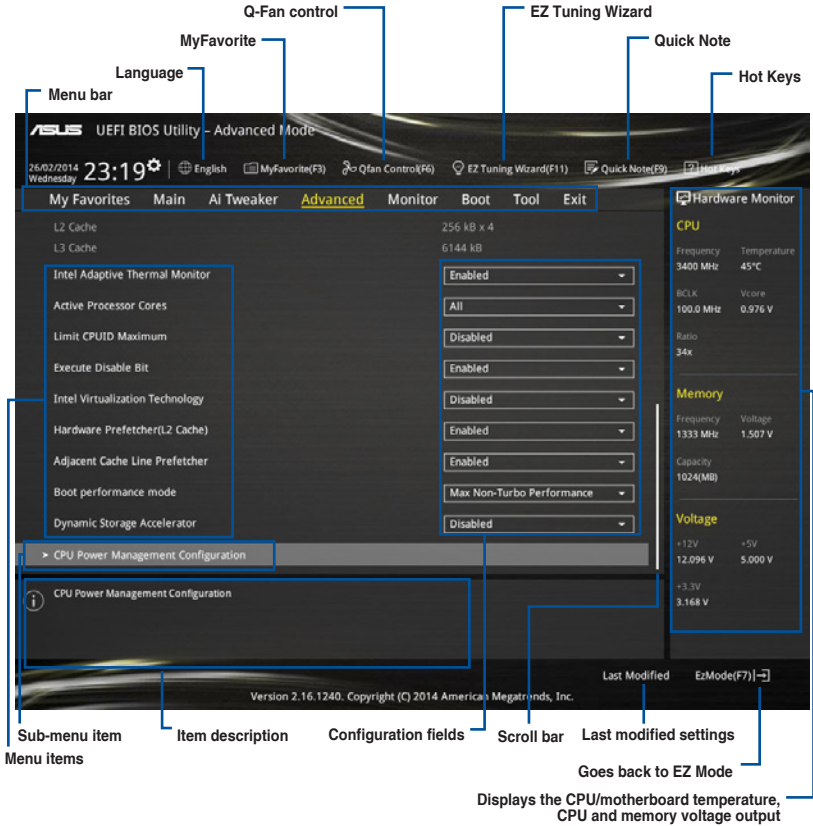 Q-Fan control
EZ Tuning Wizard
MyFavorite
Quick Note
Language
Hot Keys
Menu bar
ASUS UEFI BIOS Utility – Advanced Mode
26/02/2014
Wednesday
23:19
English
MyFavorite(F3)
Qfan Control(F6)
EZ Tuning Wizard(F11)
Quick Note(F9)
Hot Keys
My Favorites Main Ai Tweaker Advanced Monitor Boot Tool Exit
Hardware Monitor
L2 Cache 256 kB x 4
L3 Cache 6144 kB
Intel Adaptive Thermal Monitor Enabled
Active Processor Cores All
Limit CPUID Maximum Disabled
Execute Disable Bit Enabled
Intel Virtualization Technology Disabled
Hardware Prefetcher(L2 Cache) Enabled
Adjacent Cache Line Prefetcher Enabled
Boot performance mode Max Non-Turbo Performance
Dynamic Storage Accelerator Disabled
> CPU Power Management Configuration
CPU Power Management Configuration
CPU
Frequency Temperature
3400 MHz 45°C
BCLK Vcore
100.0 MHz 0.976 V
Ratio
34x
Memory
Frequency Voltage
1333 MHz 1.507 V
Capacity
1024(MB)
Voltage
+12V +5V
12.096 V 5.000 V
+3.3V
3.168 V
Last Modified
EzMode(F7)
Version 2.16.1240. Copyright (C) 2014 American Megatrends, Inc.
Sub-menu item
Item description
Configuration fields
Scroll bar
Last modified settings
Menu items
Goes back to EZ Mode
Displays the CPU/motherboard temperature,
CPU and memory voltage output